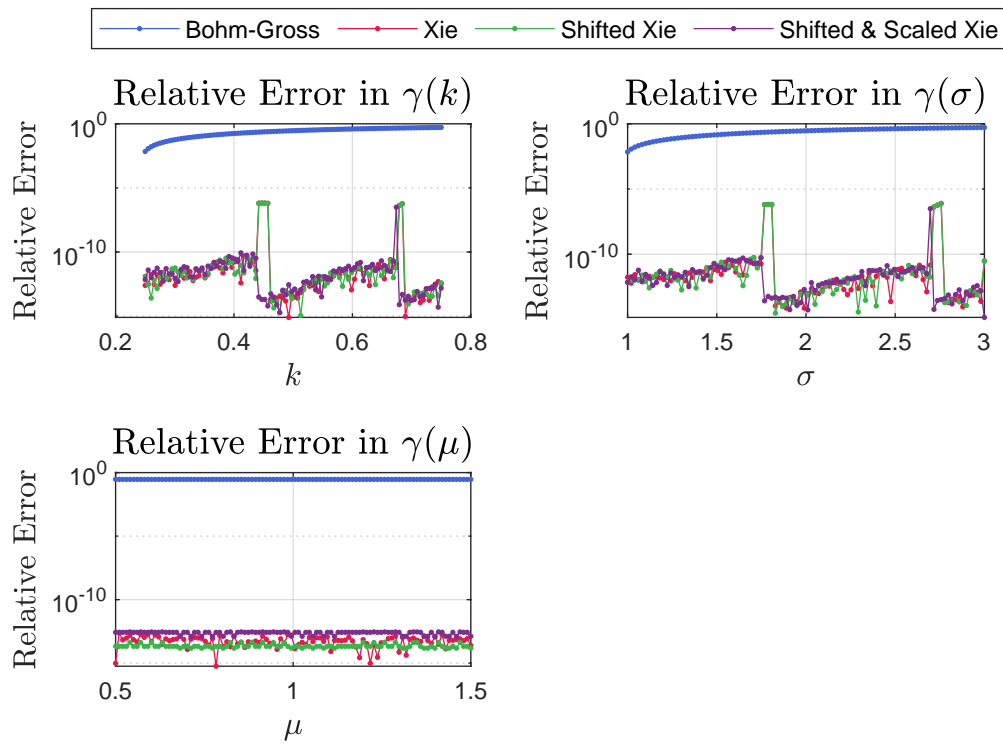 Bohm-Gross Xie Shifted Xie Shifted & Scaled Xie
Relative Error in γ(k)
Relative Error
10^0
10^-10
0.2 0.4 0.6 0.8
k
Relative Error in γ(σ)
Relative Error
10^0
10^-10
1 1.5 2 2.5 3
σ
Relative Error in γ(μ)
Relative Error
10^0
10^-10
0.5 1 1.5
μ